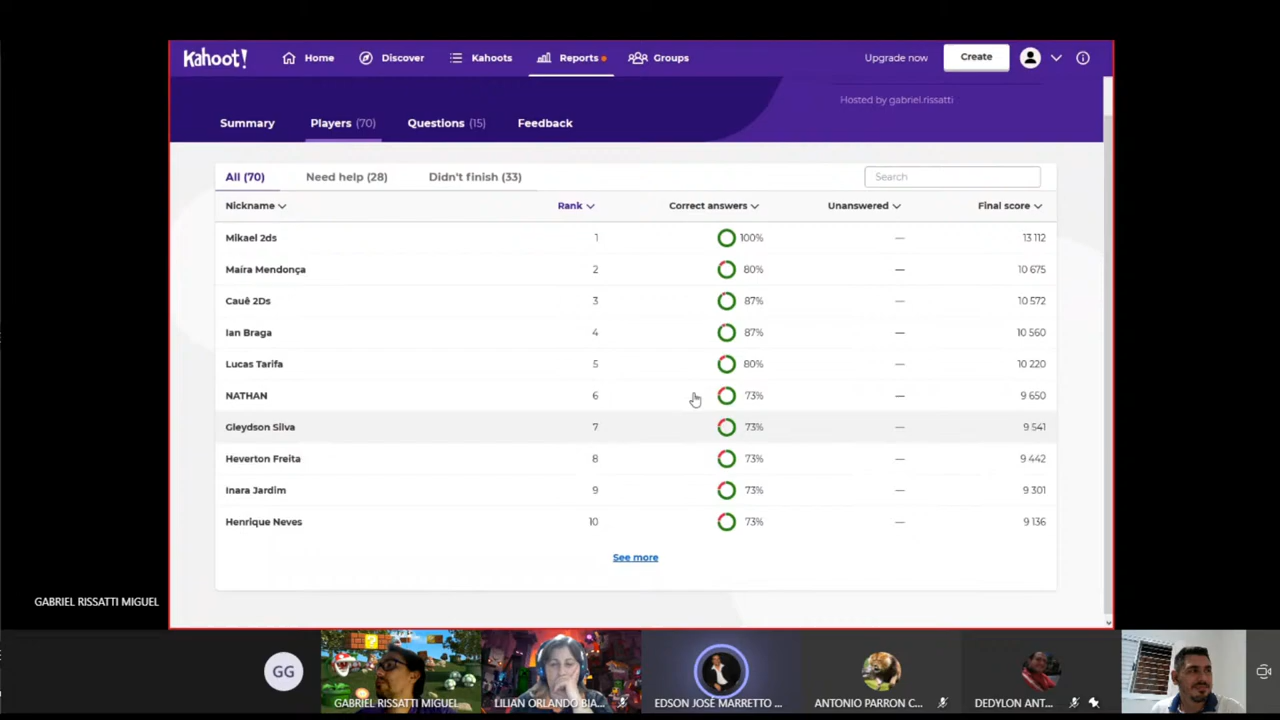 Kahoot!
Home
Discover
Kahoots
Reports
Groups
Upgrade now
Create
Hosted by gabriel.rissatti
Summary
Players (70)
Questions (15)
Feedback
All (70)
Need help (28)
Didn't finish (33)
Search
Nickname Rank Correct answers Unanswered Final score
Mikael 2ds 1 100% — 13 112
Maíra Mendonça 2 80% — 10 675
Cauê 2Ds 3 87% — 10 572
Ian Braga 4 87% — 10 560
Lucas Tarifa 5 80% — 10 220
NATHAN 6 73% — 9 650
Gleydson Silva 7 73% — 9 541
Heverton Freita 8 73% — 9 442
Inara Jardim 9 73% — 9 301
Henrique Neves 10 73% — 9 136
See more
GABRIEL RISSATTI MIGUEL
GG
GABRIEL RISSATTI MIGUEL
LILIAN ORLANDO BIA...
EDSON JOSÉ MARRETTO ...
ANTONIO PARRON C...
DEDYLON ANT...